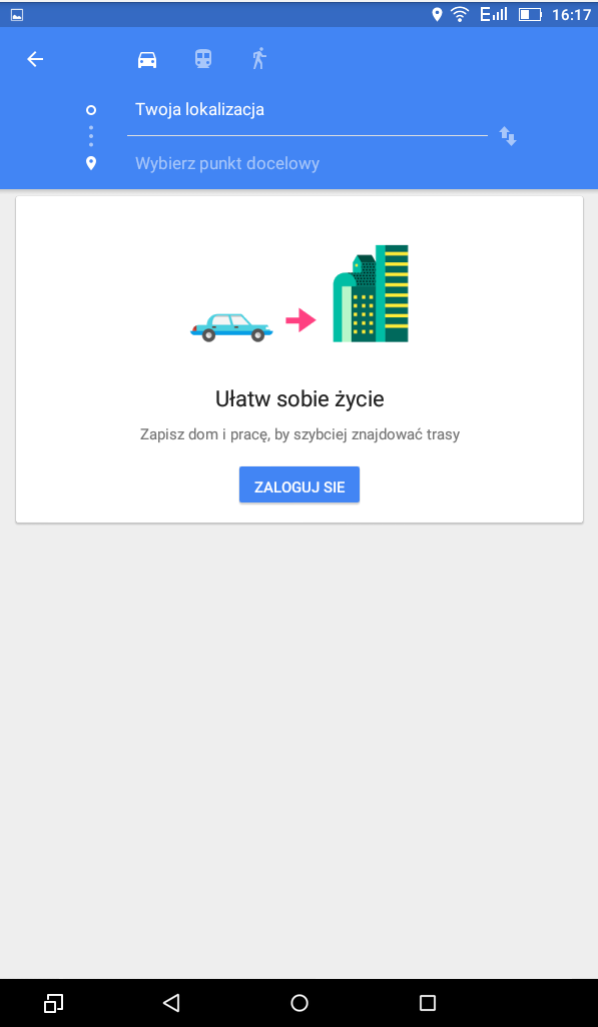 E 16:17
Twoja lokalizacja
Wybierz punkt docelowy
Ułatw sobie życie
Zapisz dom i pracę, by szybciej znajdować trasy
ZALOGUJ SIE